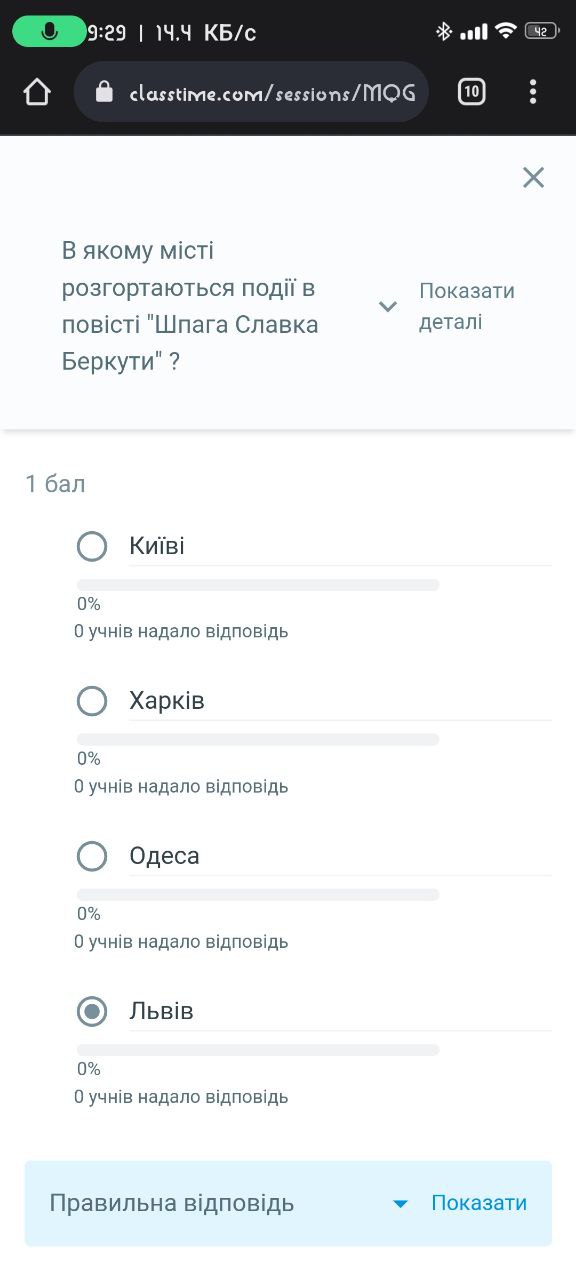 9:29 | 14.4 КБ/с
42
classtime.com/sessions/MQG
10
В якому місті
розгортаються події в
повісті "Шпага Славка
Беркути" ?
Показати
деталі
1 бал
Київі
0%
0 учнів надало відповідь
Харків
0%
0 учнів надало відповідь
Одеса
0%
0 учнів надало відповідь
Львів
0%
0 учнів надало відповідь
Правильна відповідь
Показати